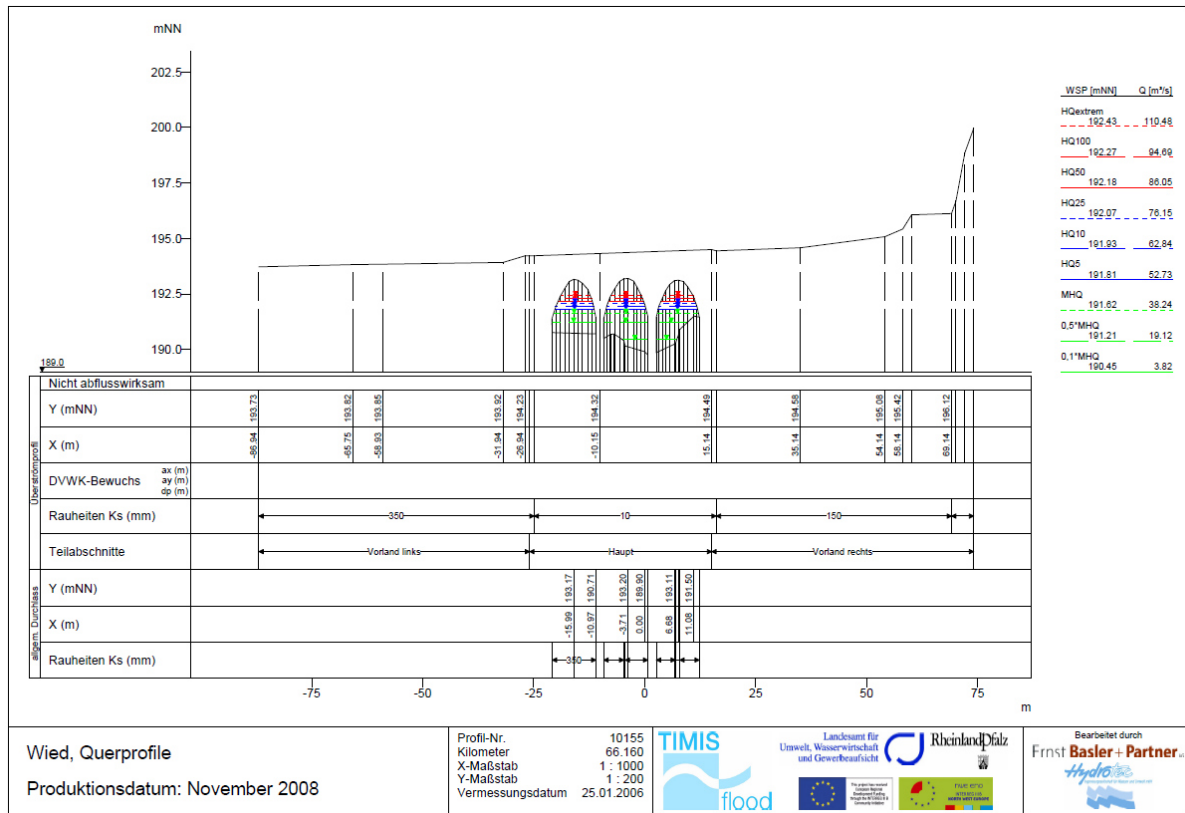 mNN
202.5
200.0
197.5
195.0
192.5
190.0
189.0
WSP [mNN] Q [m³/s]
HQextrem
192.43 110.48
HQ100
192.27 94.69
HQ50
192.18 86.05
HQ25
192.07 76.15
HQ10
191.93 62.84
HQ5
191.81 52.73
MHQ
191.62 38.24
0,5*MHQ
191.21 19.12
0,1*MHQ
190.45 3.82
Überströmprofil
Nicht abflusswirksam
Y (mNN) 193.73 193.82 193.85 193.92 194.23 194.32 194.49 194.58 195.08 195.42 196.12
X (m) -86.94 -65.75 -58.93 -31.94 -26.94 -10.15 15.14 35.14 54.14 58.14 69.14
DVWK-Bewuchs ax (m)
ay (m)
dp (m)
Rauheiten Ks (mm) 350 10 150
Teilabschnitte Vorland links Haupt Vorland rechts
allgem. Durchlass
Y (mNN) 193.17 190.71 193.20 189.90 193.11 191.50
X (m) -15.99 -10.97 -3.71 0.00 6.68 11.08
Rauheiten Ks (mm) 350
-75 -50 -25 0 25 50 75
m
Wied, Querprofile
Produktionsdatum: November 2008
Profil-Nr. 10155
Kilometer 66.160
X-Maßstab 1 : 1000
Y-Maßstab 1 : 200
Vermessungsdatum 25.01.2006
TIMIS
flood
Landesamt für
Umwelt, Wasserwirtschaft
und Gewerbeaufsicht
RheinlandPfalz
NORTH WEST EUROPE
Bearbeitet durch
Ernst Basler + Partner
Hydro